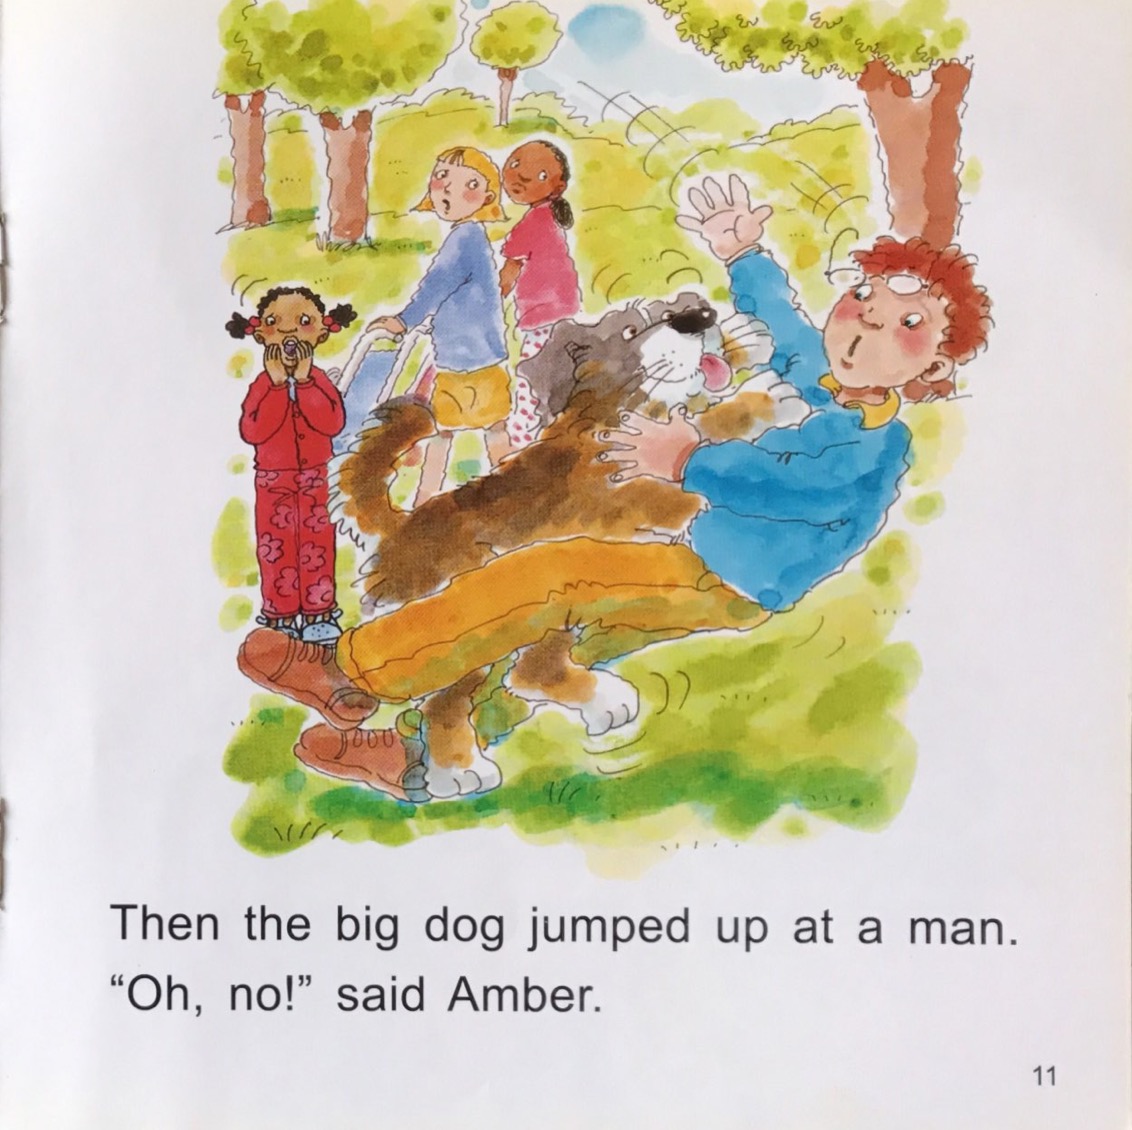 Then the big dog jumped up at a man.
“Oh, no!” said Amber.
11